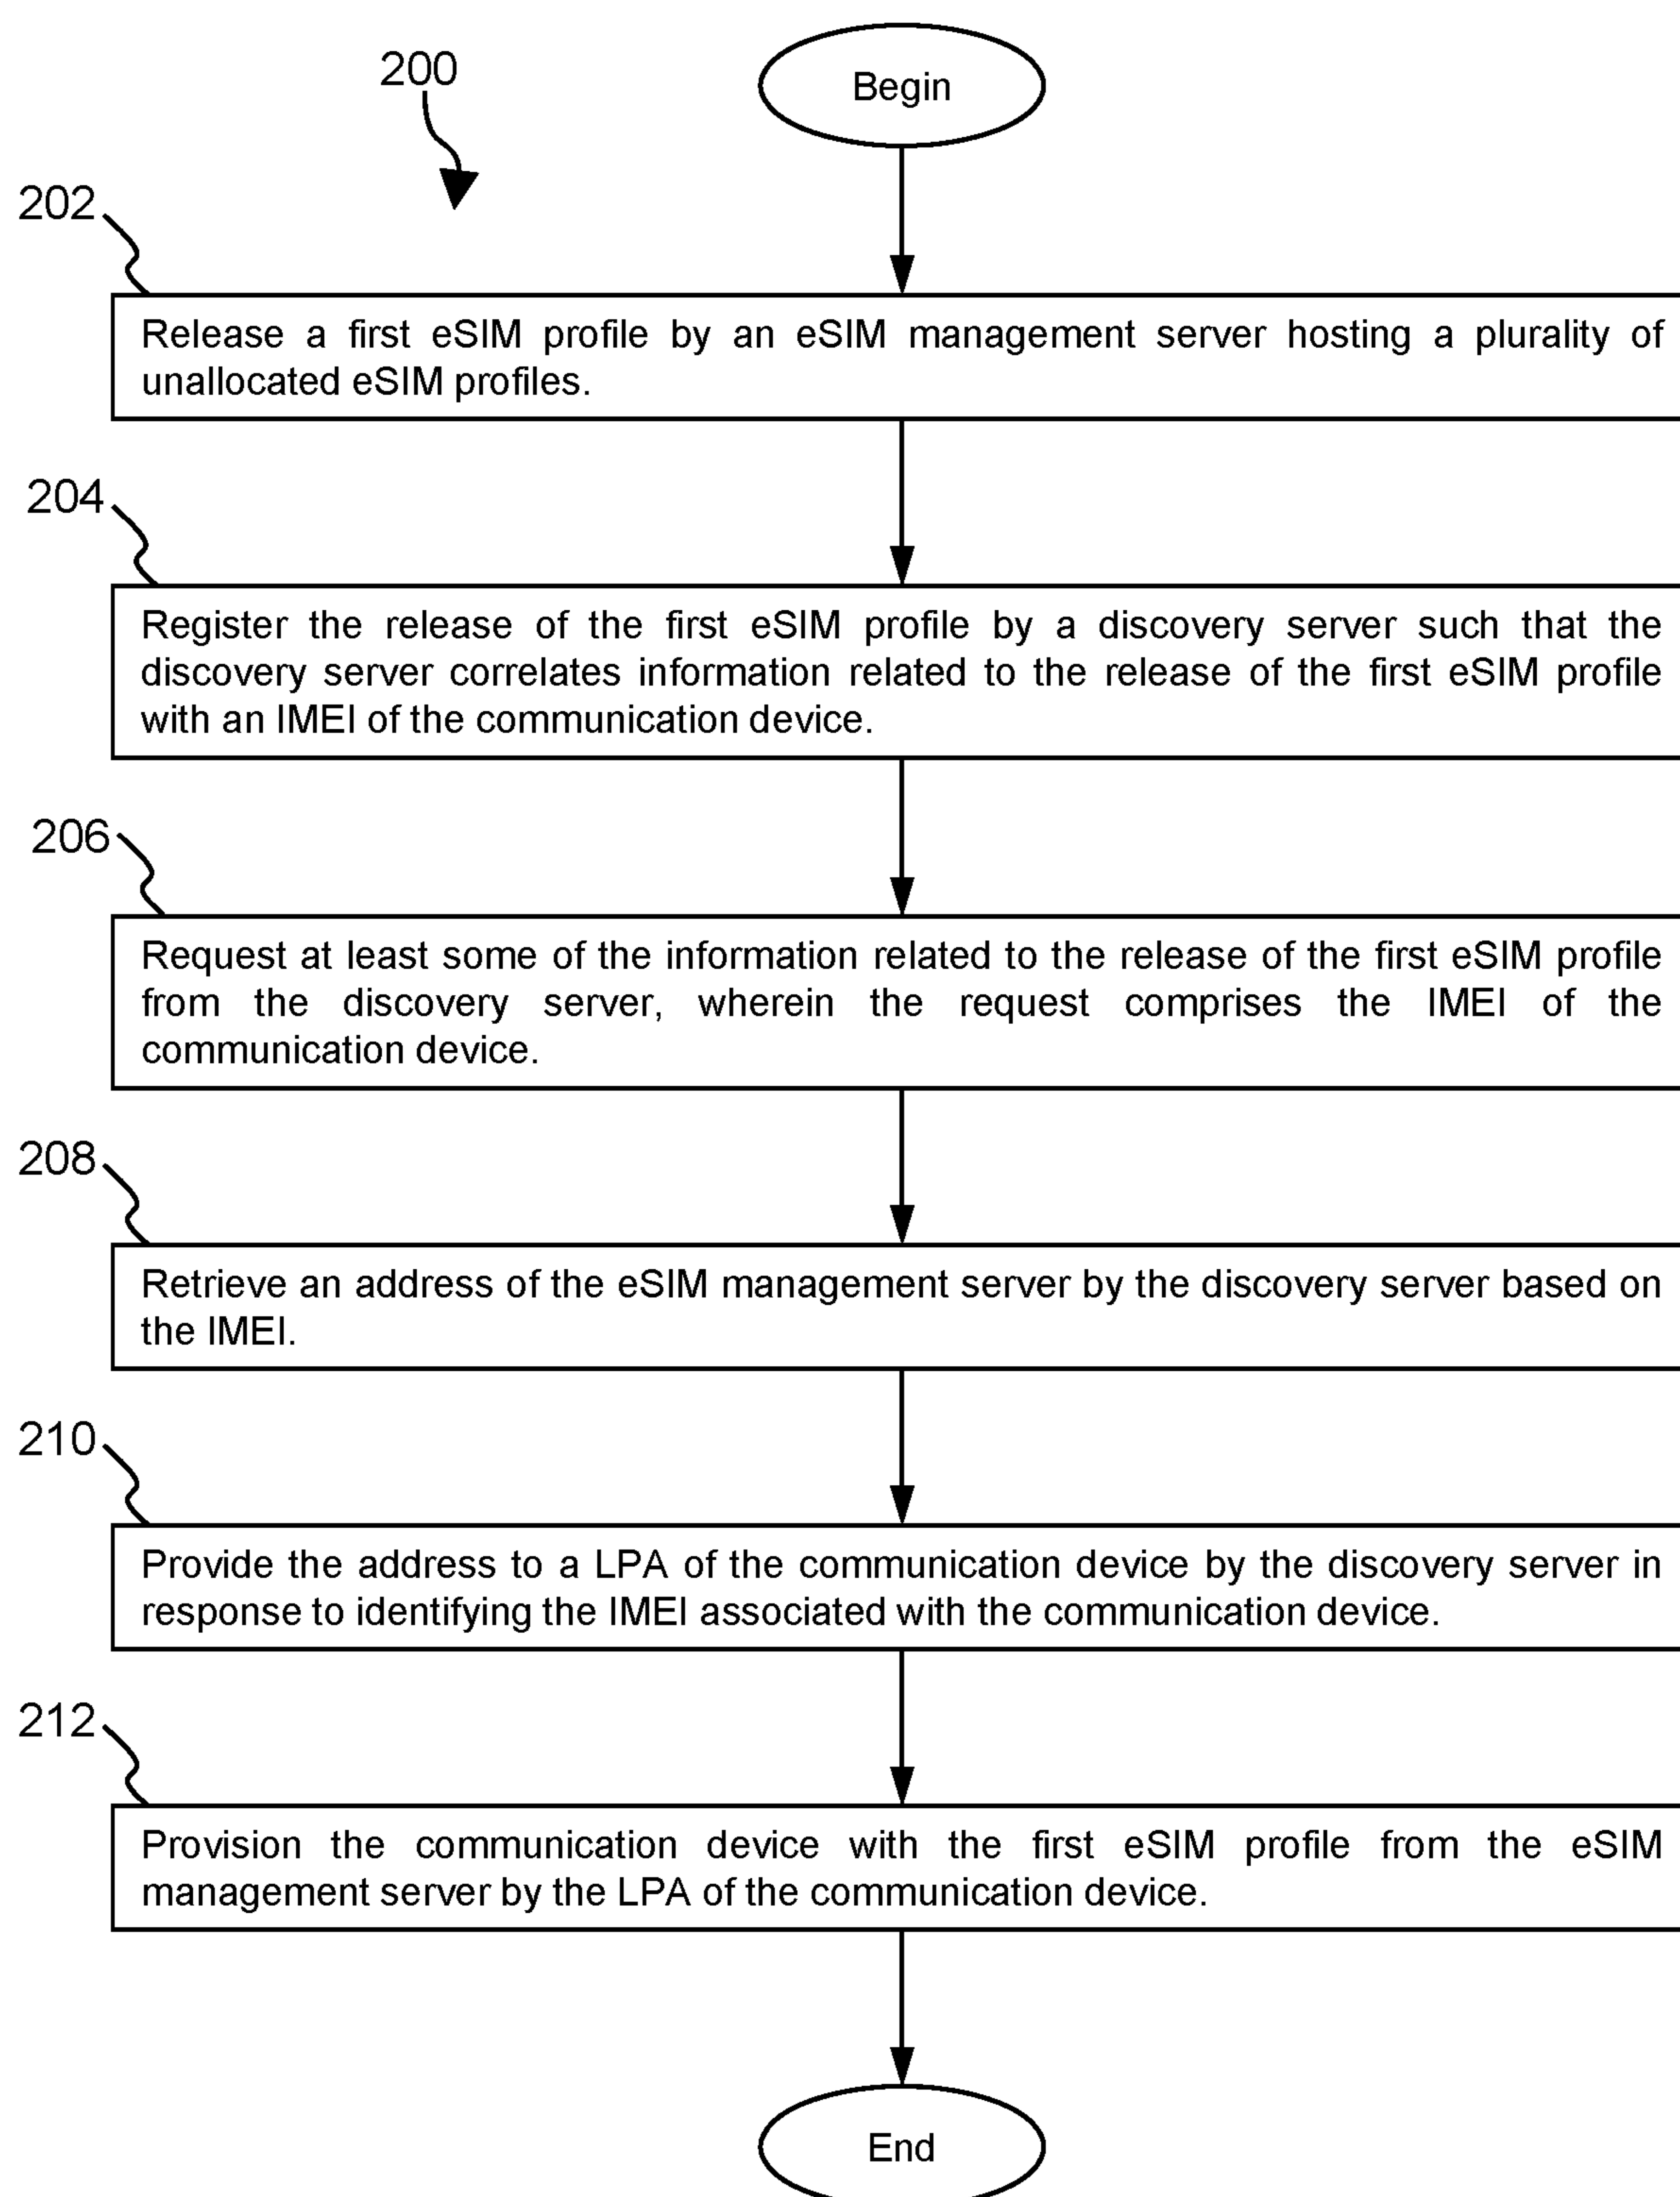 200
Begin
202
Release a first eSIM profile by an eSIM management server hosting a plurality of
unallocated eSIM profiles.
204
Register the release of the first eSIM profile by a discovery server such that the
discovery server correlates information related to the release of the first eSIM profile
with an IMEI of the communication device.
206
Request at least some of the information related to the release of the first eSIM profile
from the discovery server, wherein the request comprises the IMEI of the
communication device.
208
Retrieve an address of the eSIM management server by the discovery server based on
the IMEI.
210
Provide the address to a LPA of the communication device by the discovery server in
response to identifying the IMEI associated with the communication device.
212
Provision the communication device with the first eSIM profile from the eSIM
management server by the LPA of the communication device.
End